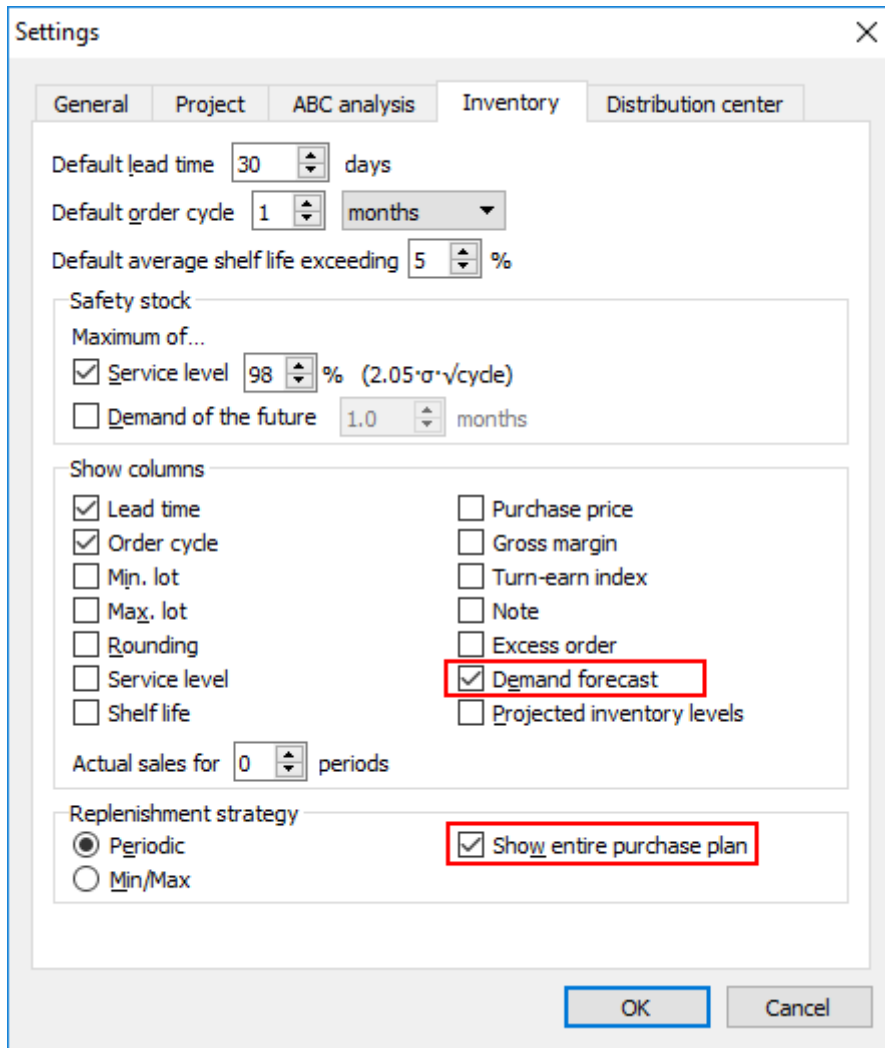 Settings
General Project ABC analysis Inventory Distribution center
Default lead time 30 days
Default order cycle 1 months
Default average shelf life exceeding 5 %
Safety stock
Maximum of...
Service level 98 % (2.05·σ·√cycle)
Demand of the future 1.0 months
Show columns
Lead time
Order cycle
Min. lot
Max. lot
Rounding
Service level
Shelf life
Purchase price
Gross margin
Turn-earn index
Note
Excess order
Demand forecast
Projected inventory levels
Actual sales for 0 periods
Replenishment strategy
Periodic
Min/Max
Show entire purchase plan
OK Cancel